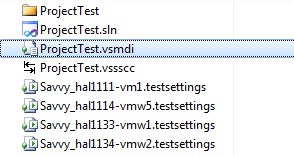 ProjectTest
ProjectTest.sln
ProjectTest.vsmdi
ProjectTest.vssscc
Savvy_hal1111-vm1.testsettings
Savvy_hal1114-vmw5.testsettings
Savvy_hal1133-vmw1.testsettings
Savvy_hal1134-vmw2.testsettings